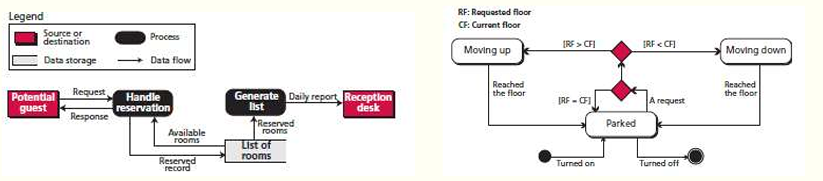 Legend
Source or
destination
Process
Data storage
Data flow
Potential
guest
Request
Response
Handle
reservation
Available
rooms
Reserved
record
Generate
list
Reserved
rooms
List of
rooms
Daily report
Reception
desk
RF: Requested floor
CF: Current floor
Moving up
[RF > CF]
[RF < CF]
Moving down
Reached
the floor
[RF = CF]
A request
Reached
the floor
Parked
Turned on
Turned off